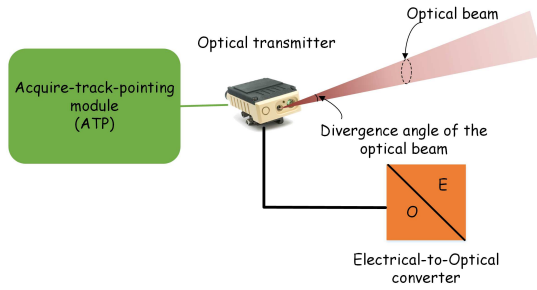 Optical beam
Optical transmitter
Acquire-track-pointing
module
(ATP)
Divergence angle of the
optical beam
E
O
Electrical-to-Optical
converter